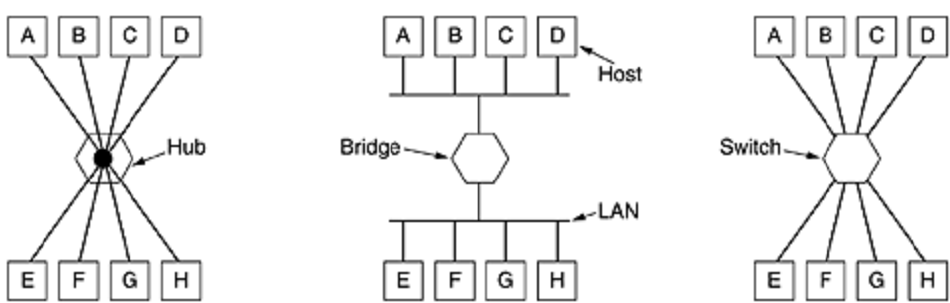 A B C D
Hub
E F G H
A B C D
Host
Bridge
LAN
E F G H
A B C D
Switch
E F G H